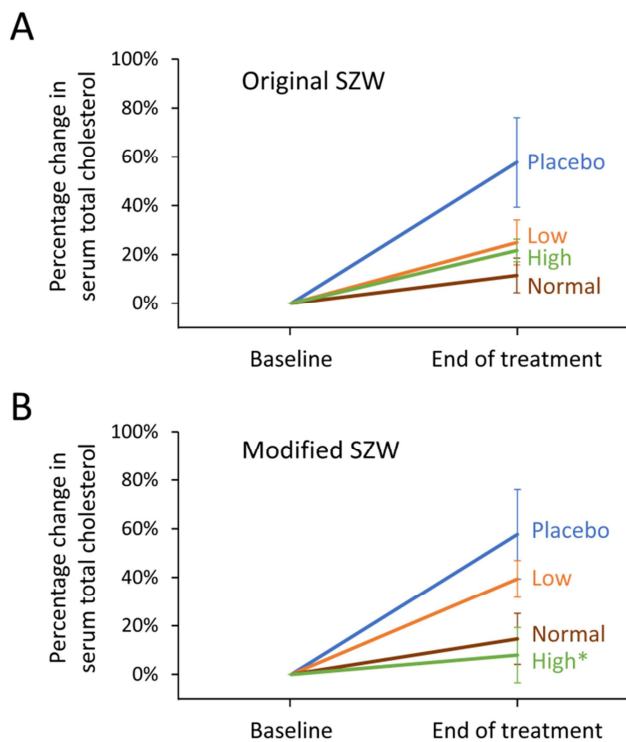 A
Original SZW
Percentage change in
serum total cholesterol
100%
80%
60%
40%
20%
0%
Placebo
Low
High
Normal
Baseline
End of treatment
B
Modified SZW
Percentage change in
serum total cholesterol
100%
80%
60%
40%
20%
0%
Placebo
Low
Normal
High*
Baseline
End of treatment